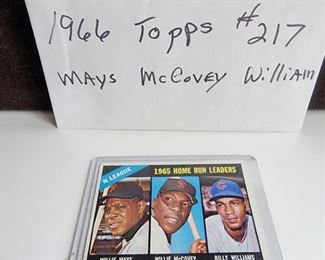 1966 Topps #217
MAYS McCovey William
N. LEAGUE
1965 HOME RUN LEADERS
WILLIE MAYS WILLIE McCOVEY BILLY WILLIAMS